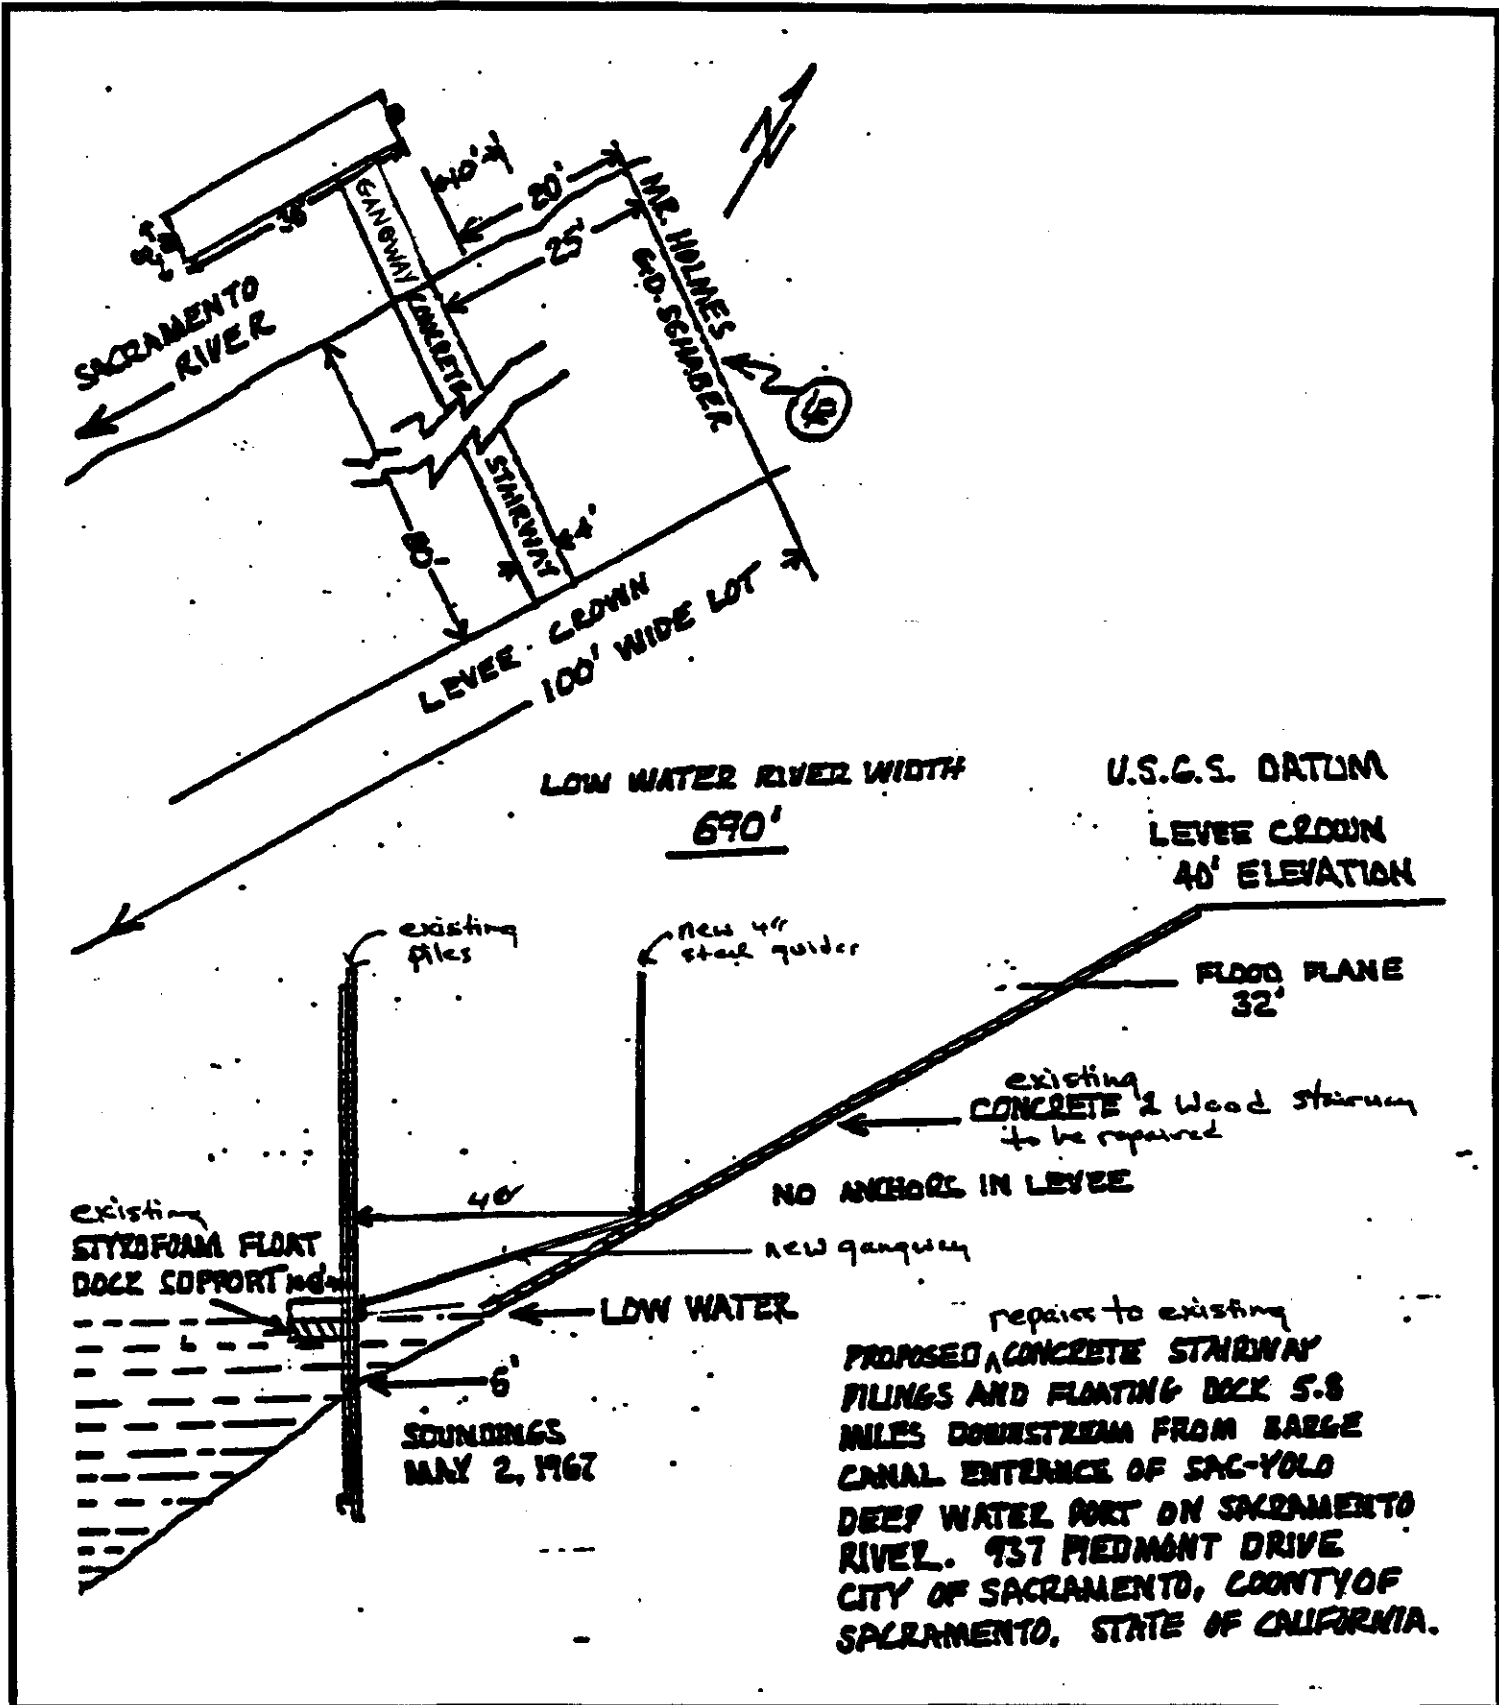 N
40'
20'
25'
30'
8'
GANGWAY
CONCRETE
STAIRWAY
MR. HOLMES
G.D. SCHABER
SACRAMENTO
RIVER
80'
4'
LEVEE CROWN
100' WIDE LOT
LOW WATER RIVER WIDTH
690'
U.S.G.S. DATUM
LEVEE CROWN
40' ELEVATION
existing
piles
new 4"
steel guides
FLOOD PLANE
32'
existing
CONCRETE & Wood stairway
to be repaired
NO ANCHORS IN LEVEE
40'
existing
STYROFOAM FLOAT
DOCK SUPPORT
new gangway
LOW WATER
6'
SOUNDINGS
MAY 2, 1967
repairs to existing
PROPOSED ^ CONCRETE STAIRWAY
PILINGS AND FLOATING DOCK 5.8
MILES DOWNSTREAM FROM BARGE
CANAL ENTRANCE OF SAC-YOLO
DEEP WATER PORT ON SACRAMENTO
RIVER. 937 PIEDMONT DRIVE
CITY OF SACRAMENTO, COUNTY OF
SACRAMENTO, STATE OF CALIFORNIA.